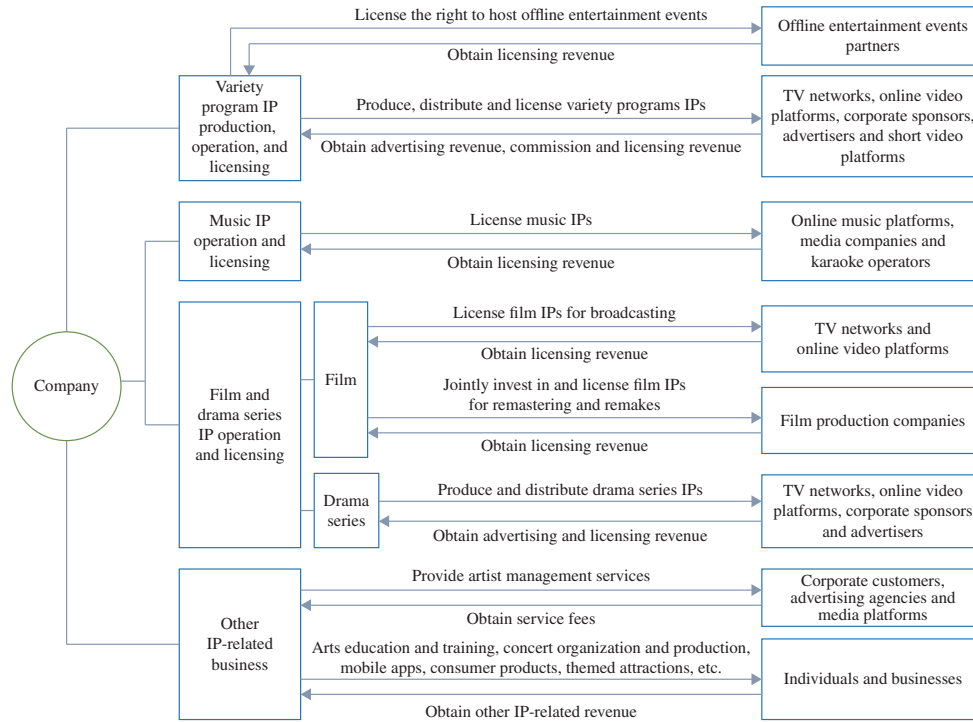 License the right to host offline entertainment events
Obtain licensing revenue
Offline entertainment events
partners
Variety
program IP
production,
operation, and
licensing
Produce, distribute and license variety programs IPs
Obtain advertising revenue, commission and licensing revenue
TV networks, online video
platforms, corporate sponsors,
advertisers and short video
platforms
Music IP
operation and
licensing
License music IPs
Obtain licensing revenue
Online music platforms,
media companies and
karaoke operators
Company
Film and
drama series
IP operation
and licensing
Film
License film IPs for broadcasting
Obtain licensing revenue
TV networks and
online video platforms
Jointly invest in and license film IPs
for remastering and remakes
Obtain licensing revenue
Film production companies
Drama
series
Produce and distribute drama series IPs
Obtain advertising and licensing revenue
TV networks, online video
platforms, corporate sponsors
and advertisers
Other
IP-related
business
Provide artist management services
Obtain service fees
Corporate customers,
advertising agencies and
media platforms
Arts education and training, concert organization and production,
mobile apps, consumer products, themed attractions, etc.
Obtain other IP-related revenue
Individuals and businesses